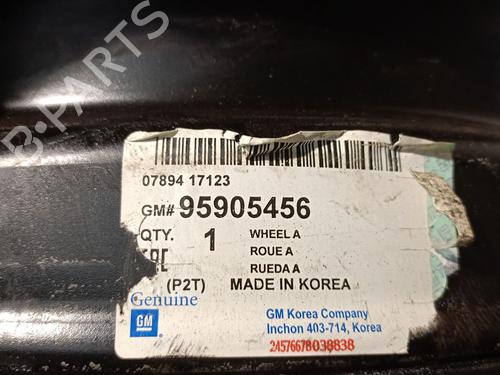 B-PARTS
07894 17123
GM# 95905456
QTY. 1 WHEEL A
ROUE A
RUEDA A
(P2T) MADE IN KOREA
Genuine
GM
GM Korea Company
Inchon 403-714, Korea